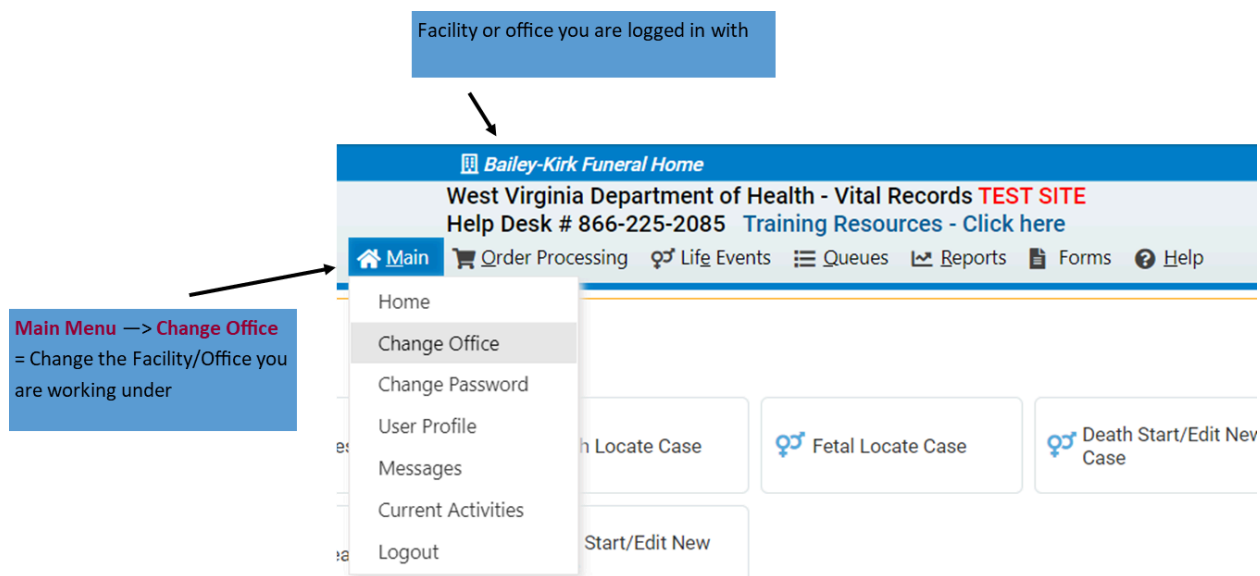 Facility or office you are logged in with
Bailey-Kirk Funeral Home
West Virginia Department of Health - Vital Records TEST SITE
Help Desk # 866-225-2085 Training Resources - Click here
Main Order Processing Life Events Queues Reports Forms Help
Main Menu —> Change Office
= Change the Facility/Office you
are working under
Home
Change Office
Change Password
User Profile
Messages
Current Activities
Logout
Locate Case
Fetal Locate Case
Death Start/Edit New
Case
Start/Edit New